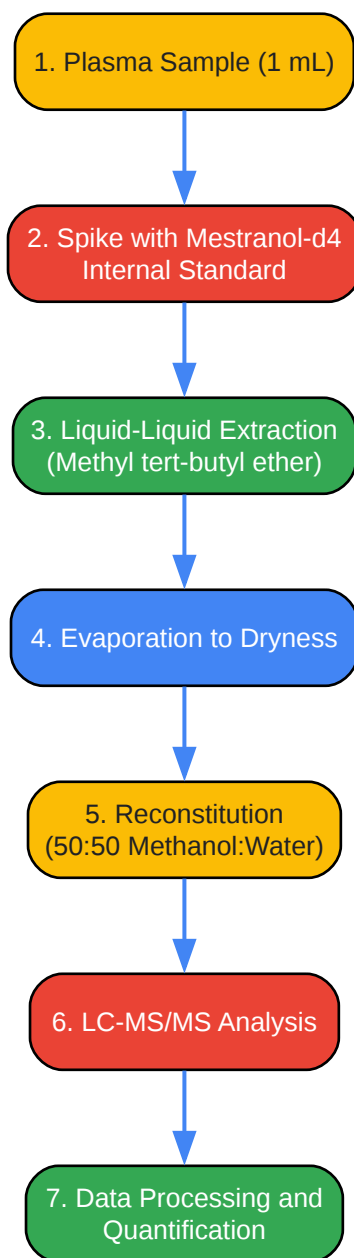 1. Plasma Sample (1 mL)
2. Spike with Mestranol-d4
Internal Standard
3. Liquid-Liquid Extraction
(Methyl tert-butyl ether)
4. Evaporation to Dryness
5. Reconstitution
(50:50 Methanol:Water)
6. LC-MS/MS Analysis
7. Data Processing and
Quantification